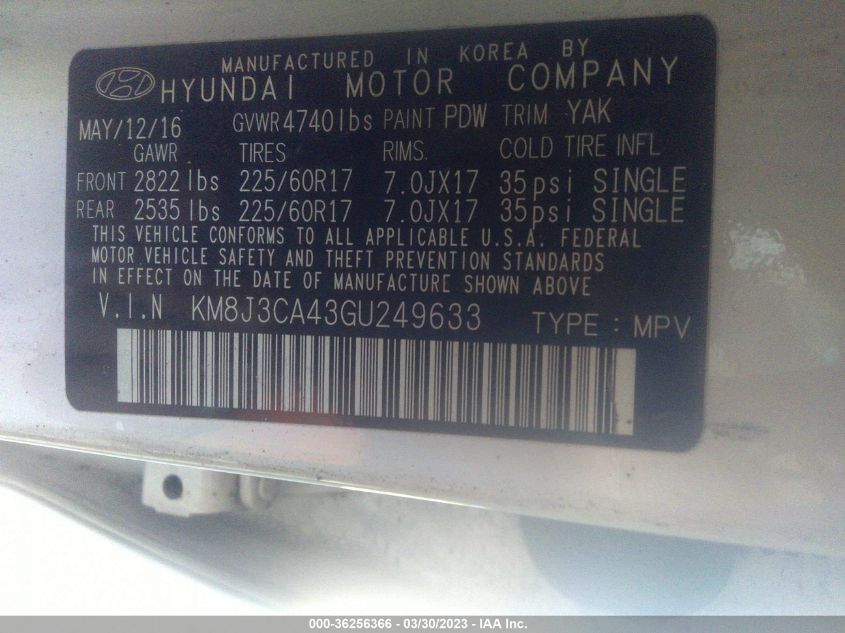 MANUFACTURED IN KOREA BY
HYUNDAI MOTOR COMPANY
MAY/12/16 GVWR 4740lbs PAINT PDW TRIM YAK
GAWR TIRES RIMS. COLD TIRE INFL
FRONT 2822lbs 225/60R17 7.0JX17 35psi SINGLE
REAR 2535lbs 225/60R17 7.0JX17 35psi SINGLE
THIS VEHICLE CONFORMS TO ALL APPLICABLE U.S.A. FEDERAL
MOTOR VEHICLE SAFETY AND THEFT PREVENTION STANDARDS
IN EFFECT ON THE DATE OF MANUFACTURE SHOWN ABOVE.
V.I.N KM8J3CA43GU249633 TYPE : MPV
000-36256366 - 03/30/2023 - IAA Inc.